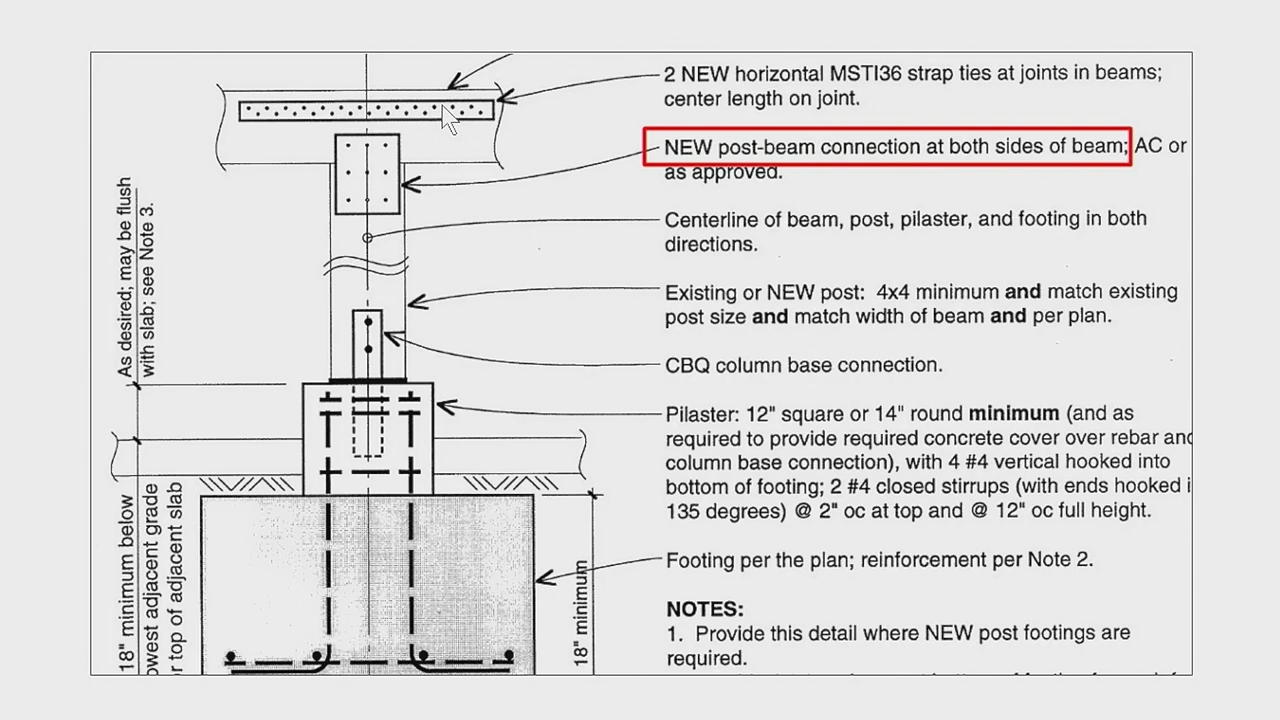 2 NEW horizontal MSTI36 strap ties at joints in beams;
center length on joint.
NEW post-beam connection at both sides of beam; AC or
as approved.
Centerline of beam, post, pilaster, and footing in both
directions.
Existing or NEW post: 4x4 minimum and match existing
post size and match width of beam and per plan.
CBQ column base connection.
Pilaster: 12" square or 14" round minimum (and as
required to provide required concrete cover over rebar and
column base connection), with 4 #4 vertical hooked into
bottom of footing; 2 #4 closed stirrups (with ends hooked
135 degrees) @ 2" oc at top and @ 12" oc full height.
Footing per the plan; reinforcement per Note 2.
NOTES:
1. Provide this detail where NEW post footings are
required.
As desired; may be flush
with slab; see Note 3.
18" minimum below
owest adjacent grade
r top of adjacent slab
18" minimum